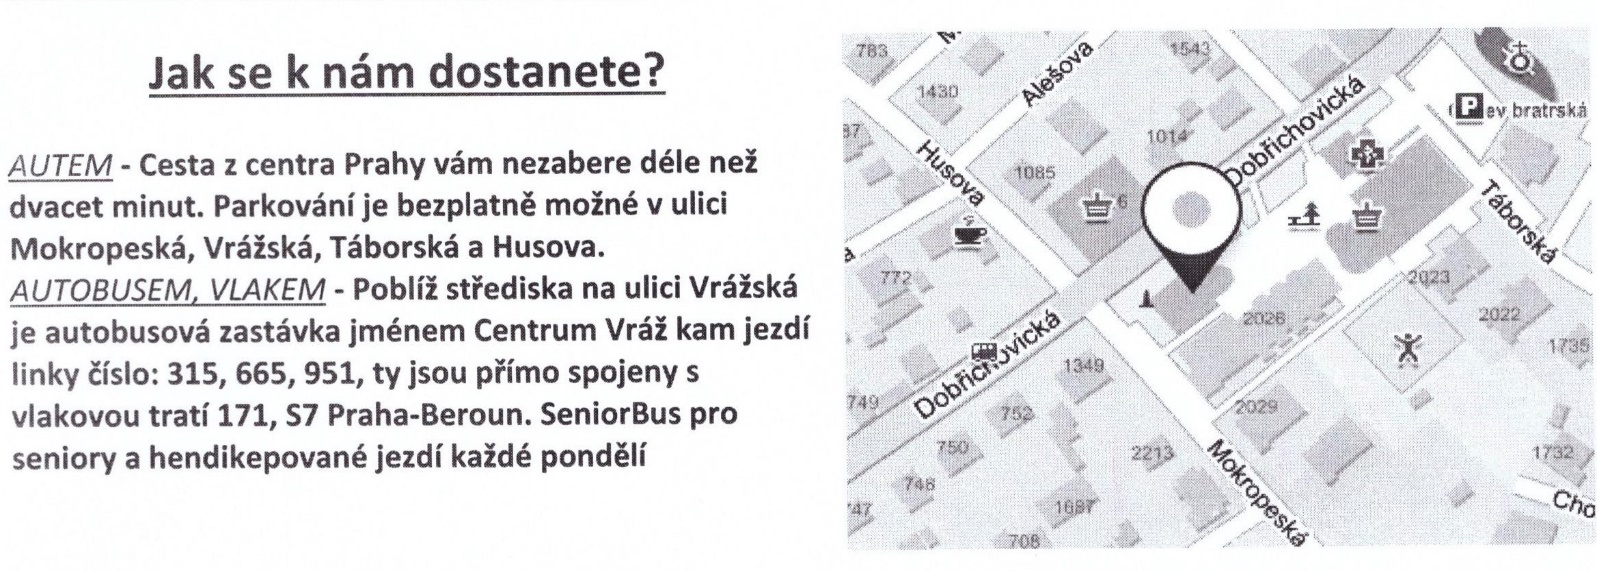 Jak se k nám dostanete?
AUTEM - Cesta z centra Prahy vám nezabere déle než
dvacet minut. Parkování je bezplatně možné v ulici
Mokropeská, Vrážská, Táborská a Husova.
AUTOBUSEM, VLAKEM - Poblíž střediska na ulici Vrážská
je autobusová zastávka jménem Centrum Vráž kam jezdí
linky číslo: 315, 665, 951, ty jsou přímo spojeny s
vlakovou tratí 171, S7 Praha-Beroun. SeniorBus pro
seniory a hendikepované jezdí každé pondělí
783
1543
1430
Alešova
Dobřichovická
P
ev bratrská
87
1014
Husova
1085
6
Táborská
772
2023
2026
2022
1735
Dobřichovická
1349
749
752
2029
750
2213
1732
Mokropeská
748
747
1687
Cho
708